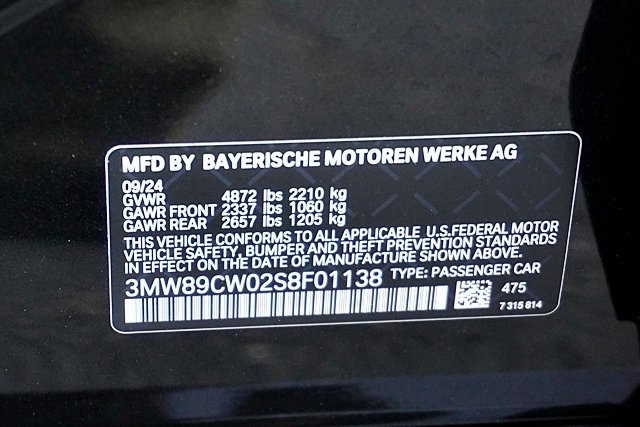 MFD BY BAYERISCHE MOTOREN WERKE AG
09/24
GVWR 4872 lbs 2210 kg
GAWR FRONT 2337 lbs 1060 kg
GAWR REAR 2657 lbs 1205 kg
THIS VEHICLE CONFORMS TO ALL APPLICABLE U.S.FEDERAL MOTOR
VEHICLE SAFETY, BUMPER AND THEFT PREVENTION STANDARDS
IN EFFECT ON THE DATE OF MANUFACTURE SHOWN ABOVE.
3MW89CW02S8F01138 TYPE: PASSENGER CAR
475
7 315 814